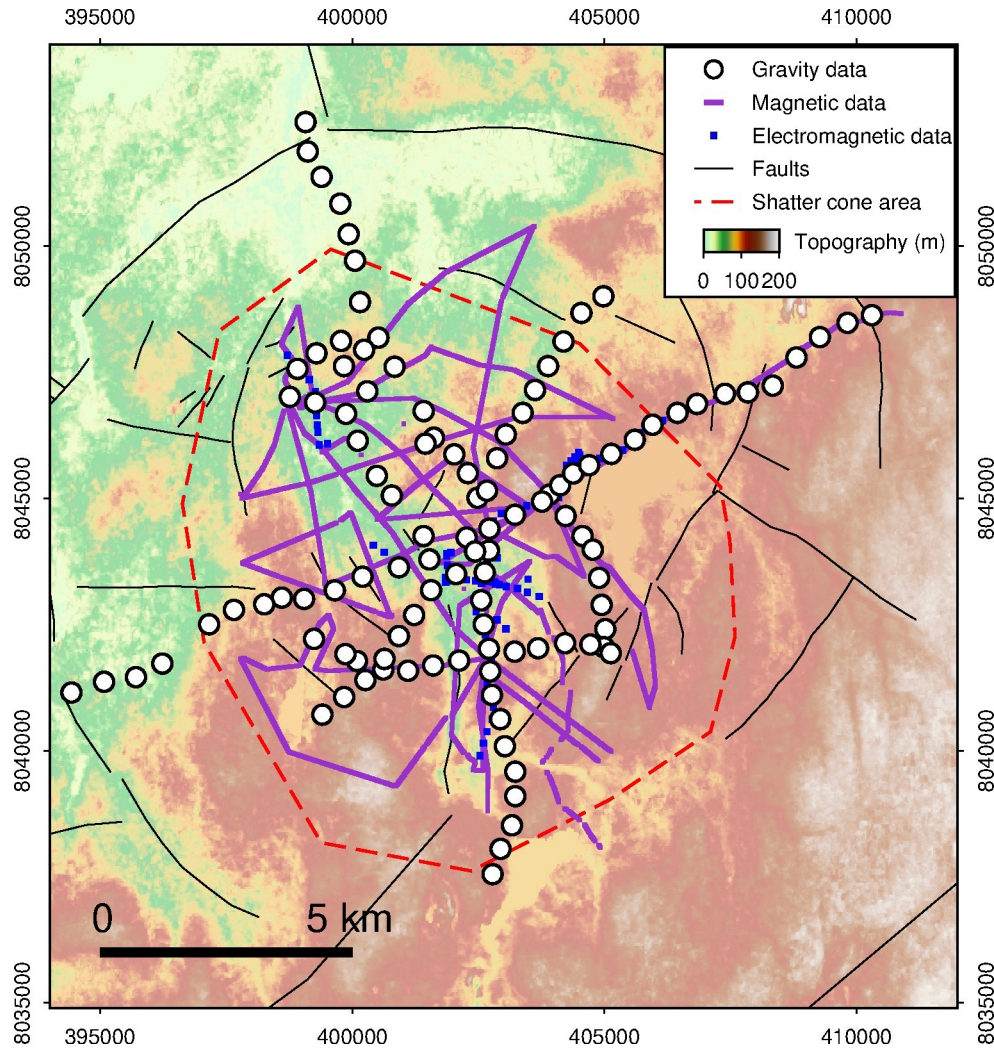 395000 400000 405000 410000
Gravity data
Magnetic data
Electromagnetic data
Faults
Shatter cone area
Topography (m)
0 100 200
8050000 8050000
8045000 8045000
8040000 8040000
0 5 km
8035000 8035000
395000 400000 405000 410000